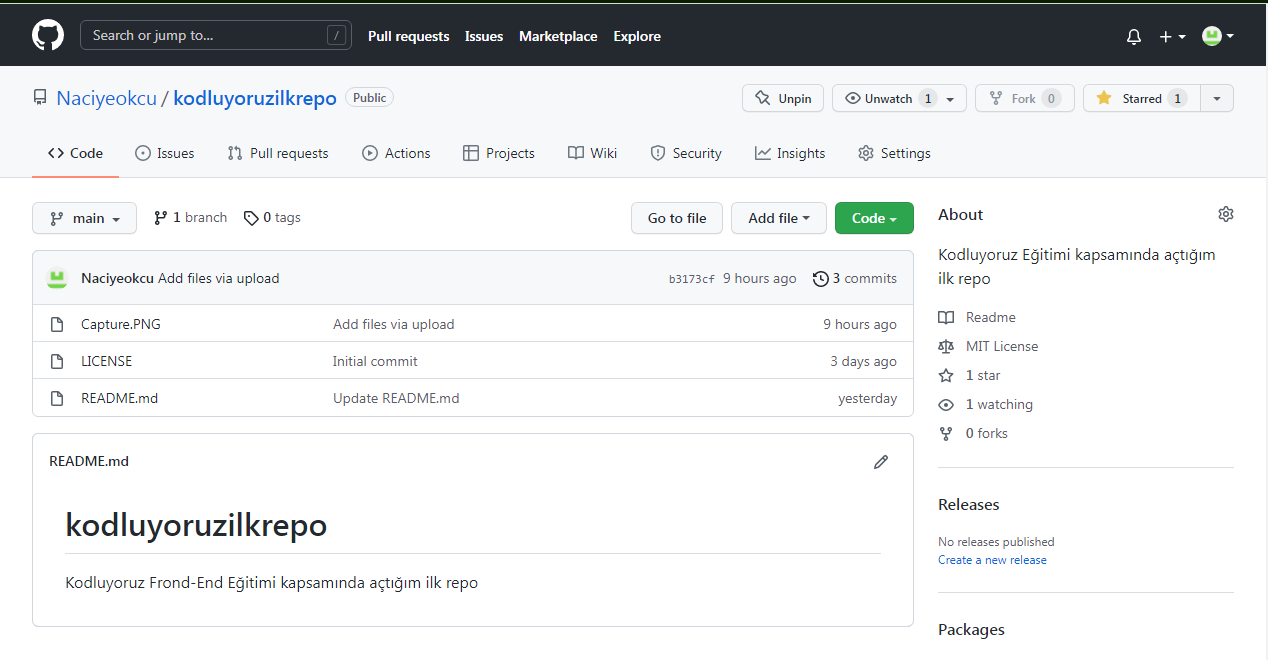 Search or jump to... /
Pull requests Issues Marketplace Explore
Naciyeokcu / kodluyoruzilkrepo Public
Unpin Unwatch 1 Fork 0 Starred 1
Code Issues Pull requests Actions Projects Wiki Security Insights Settings
main 1 branch 0 tags Go to file Add file Code
Naciyeokcu Add files via upload b3173cf 9 hours ago 3 commits
Capture.PNG Add files via upload 9 hours ago
LICENSE Initial commit 3 days ago
README.md Update README.md yesterday
README.md
kodluyoruzilkrepo
Kodluyoruz Frond-End Eğitimi kapsamında açtığım ilk repo
About
Kodluyoruz Eğitimi kapsamında açtığım
ilk repo
Readme
MIT License
1 star
1 watching
0 forks
Releases
No releases published
Create a new release
Packages